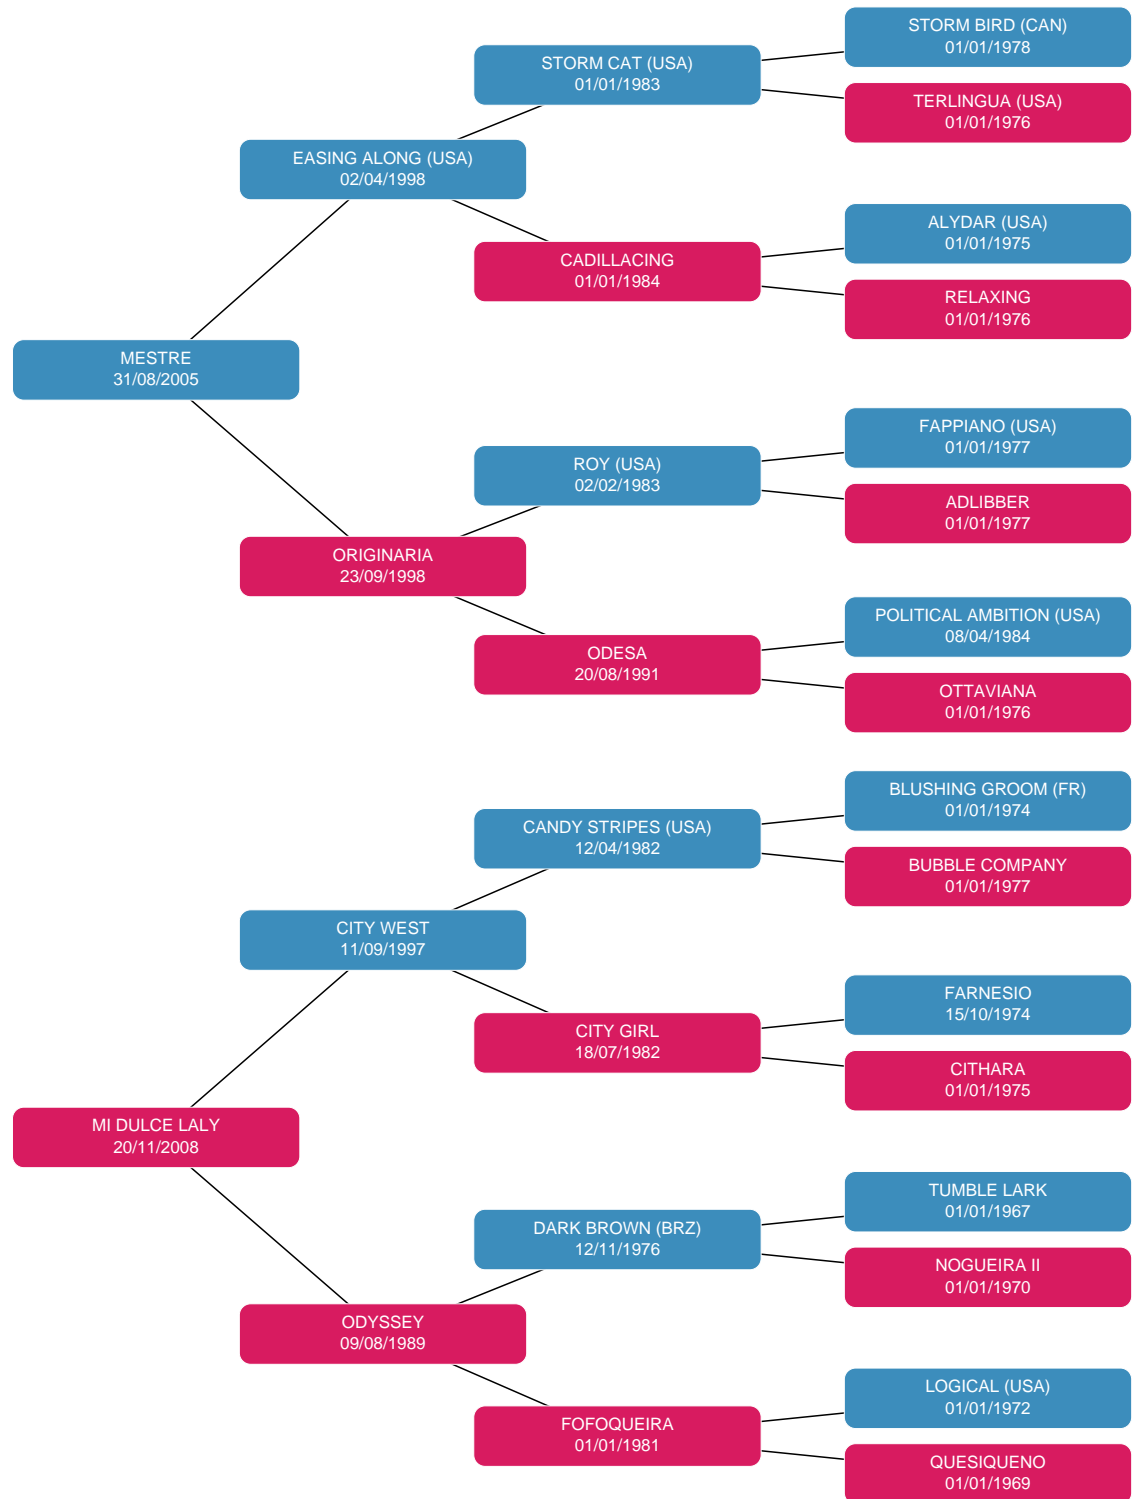 STORM BIRD (CAN)
01/01/1978
STORM CAT (USA)
01/01/1983
TERLINGUA (USA)
01/01/1976
EASING ALONG (USA)
02/04/1998
ALYDAR (USA)
01/01/1975
CADILLACING
01/01/1984
RELAXING
01/01/1976
MESTRE
31/08/2005
FAPPIANO (USA)
01/01/1977
ROY (USA)
02/02/1983
ADLIBBER
01/01/1977
ORIGINARIA
23/09/1998
POLITICAL AMBITION (USA)
08/04/1984
ODESA
20/08/1991
OTTAVIANA
01/01/1976
BLUSHING GROOM (FR)
01/01/1974
CANDY STRIPES (USA)
12/04/1982
BUBBLE COMPANY
01/01/1977
CITY WEST
11/09/1997
FARNESIO
15/10/1974
CITY GIRL
18/07/1982
CITHARA
01/01/1975
MI DULCE LALY
20/11/2008
TUMBLE LARK
01/01/1967
DARK BROWN (BRZ)
12/11/1976
NOGUEIRA II
01/01/1970
ODYSSEY
09/08/1989
LOGICAL (USA)
01/01/1972
FOFOQUEIRA
01/01/1981
QUESIQUENO
01/01/1969